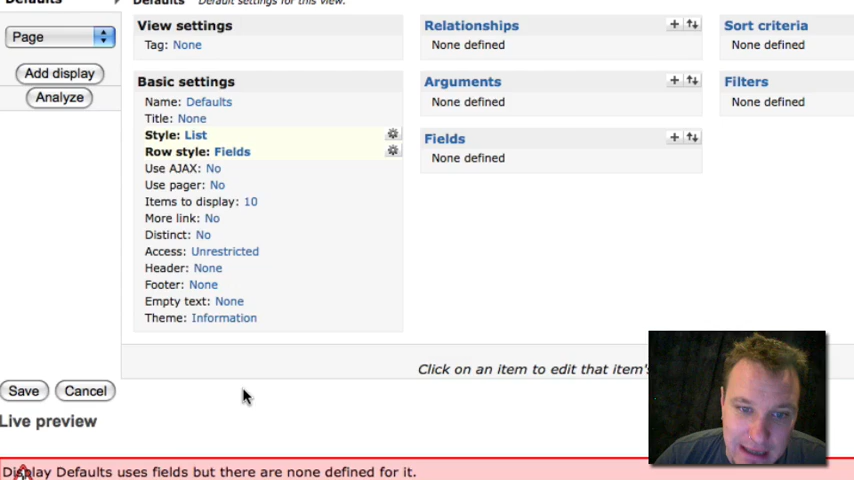 Defaults
Defaults Default settings for this view.
Page
Add display
Analyze
View settings
Tag: None
Basic settings
Name: Defaults
Title: None
Style: List
Row style: Fields
Use AJAX: No
Use pager: No
Items to display: 10
More link: No
Distinct: No
Access: Unrestricted
Header: None
Footer: None
Empty text: None
Theme: Information
Relationships
None defined
Arguments
None defined
Fields
None defined
Sort criteria
None defined
Filters
None defined
Click on an item to edit that item's
Save
Cancel
Live preview
Display Defaults uses fields but there are none defined for it.